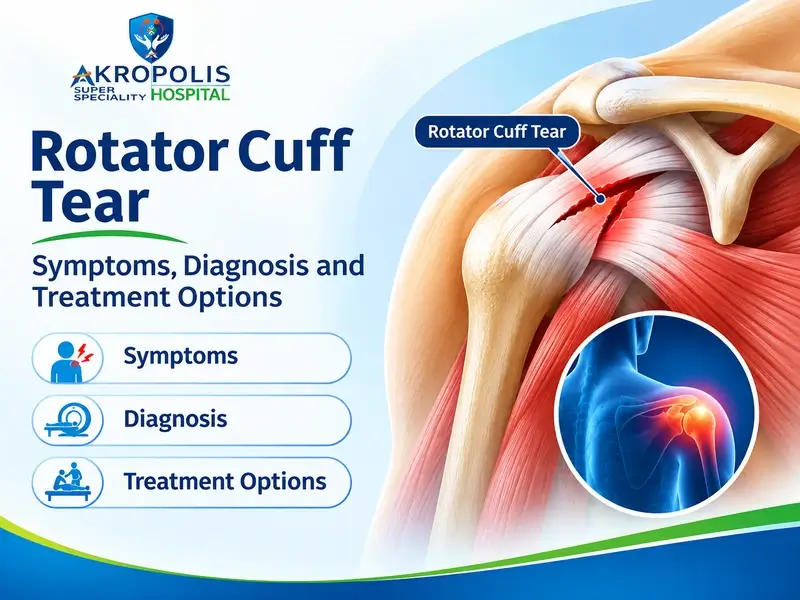 AKROPOLIS
SUPER SPECIALITY HOSPITAL
Rotator Cuff
Tear
Symptoms, Diagnosis and
Treatment Options
Symptoms
Diagnosis
Treatment Options
Rotator Cuff Tear